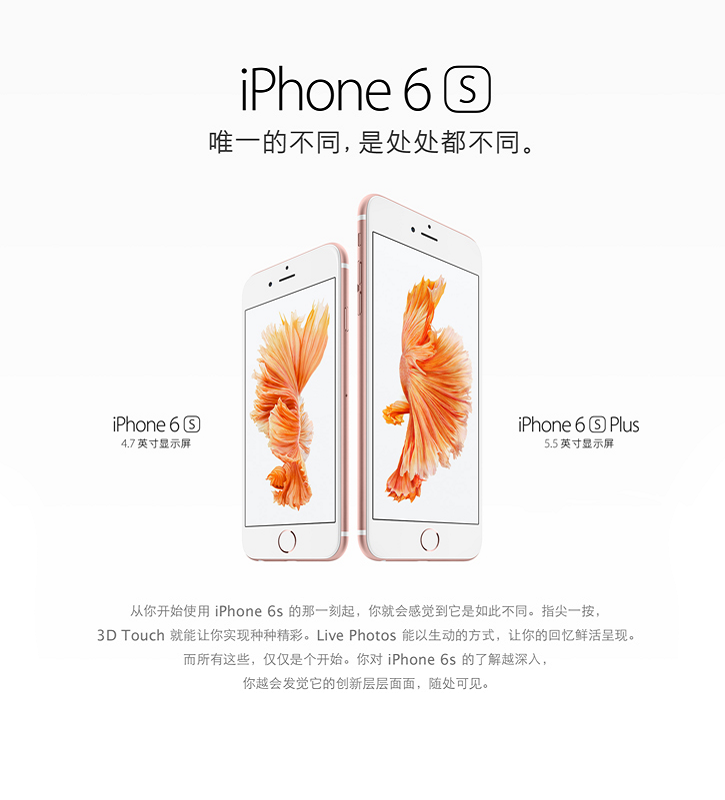 iPhone 6 S
唯一的不同，是处处都不同。
iPhone 6 S
4.7 英寸显示屏
iPhone 6 S Plus
5.5 英寸显示屏
从你开始使用 iPhone 6s 的那一刻起，你就会感觉到它是如此不同。指尖一按，
3D Touch 就能让你实现种种精彩。Live Photos 能以生动的方式，让你的回忆鲜活呈现。
而所有这些，仅仅是个开始。你对 iPhone 6s 的了解越深入，
你越会发觉它的创新层层面面，随处可见。